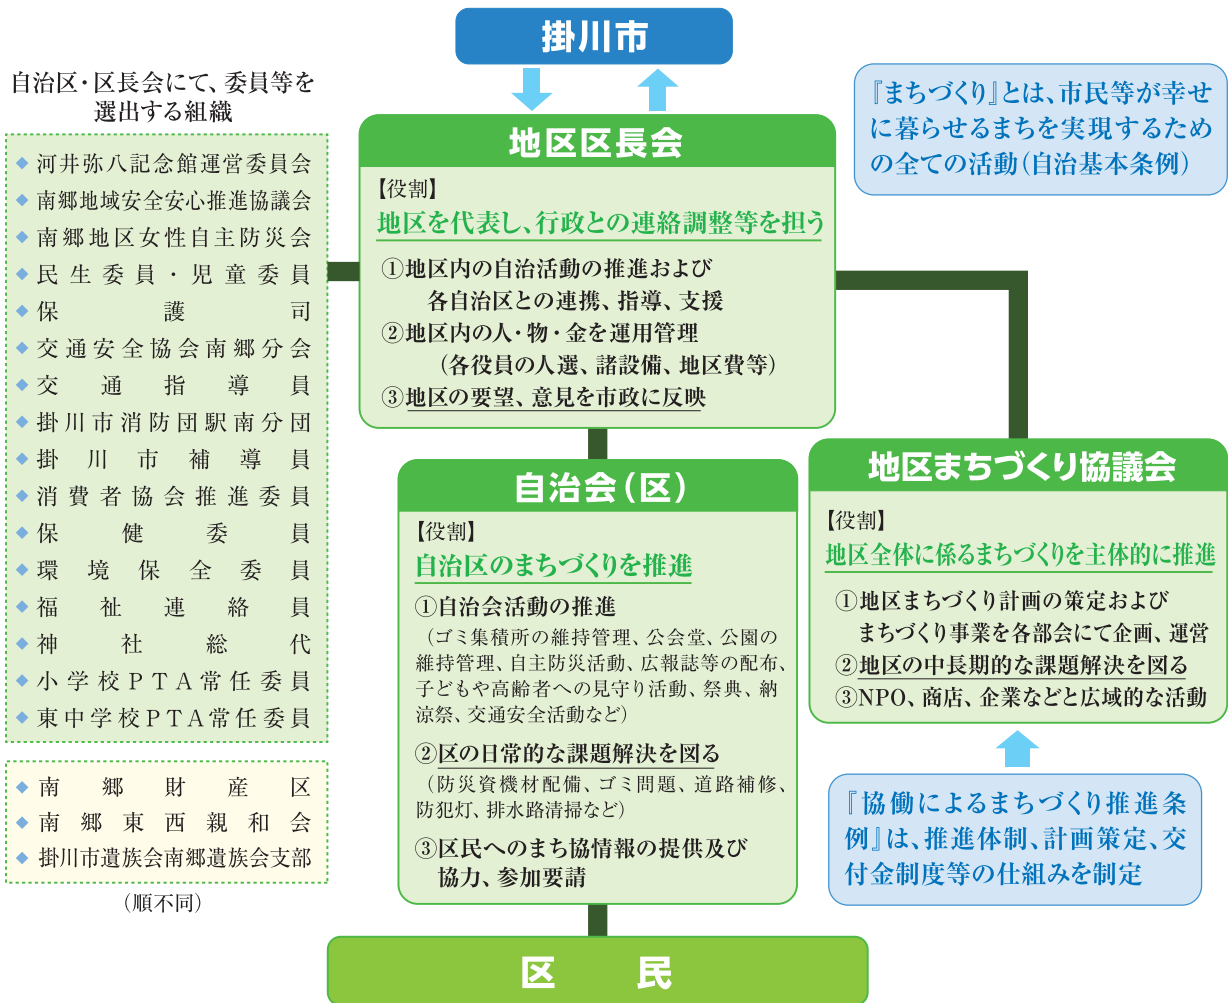 掛川市
自治区・区長会にて、委員等を
選出する組織
河井弥八記念館運営委員会
南郷地域安全安心推進協議会
南郷地区女性自主防災会
民生委員・児童委員
保護司
交通安全協会南郷分会
交通指導員
掛川市消防団駅南分団
掛川市補導員
消費者協会推進委員
保健委員
環境保全委員
福祉連絡員
神社総代
小学校PTA常任委員
東中学校PTA常任委員
南郷財産区
南郷東西親和会
掛川市遺族会南郷遺族会支部
（順不同）
地区区長会
【役割】
地区を代表し、行政との連絡調整等を担う
①地区内の自治活動の推進および
各自治区との連携、指導、支援
②地区内の人・物・金を運用管理
（各役員の人選、諸設備、地区費等）
③地区の要望、意見を市政に反映
『まちづくり』とは、市民等が幸せ
に暮らせるまちを実現するため
の全ての活動（自治基本条例）
自治会（区）
【役割】
自治区のまちづくりを推進
①自治会活動の推進
（ゴミ集積所の維持管理、公会堂、公園の
維持管理、自主防災活動、広報誌等の配布、
子どもや高齢者への見守り活動、祭典、納
涼祭、交通安全活動など）
②区の日常的な課題解決を図る
（防災資機材配備、ゴミ問題、道路補修、
防犯灯、排水路清掃など）
③区民へのまち協情報の提供及び
協力、参加要請
地区まちづくり協議会
【役割】
地区全体に係るまちづくりを主体的に推進
①地区まちづくり計画の策定および
まちづくり事業を各部会にて企画、運営
②地区の中長期的な課題解決を図る
③NPO、商店、企業などと広域的な活動
『協働によるまちづくり推進条
例』は、推進体制、計画策定、交
付金制度等の仕組みを制定
区民